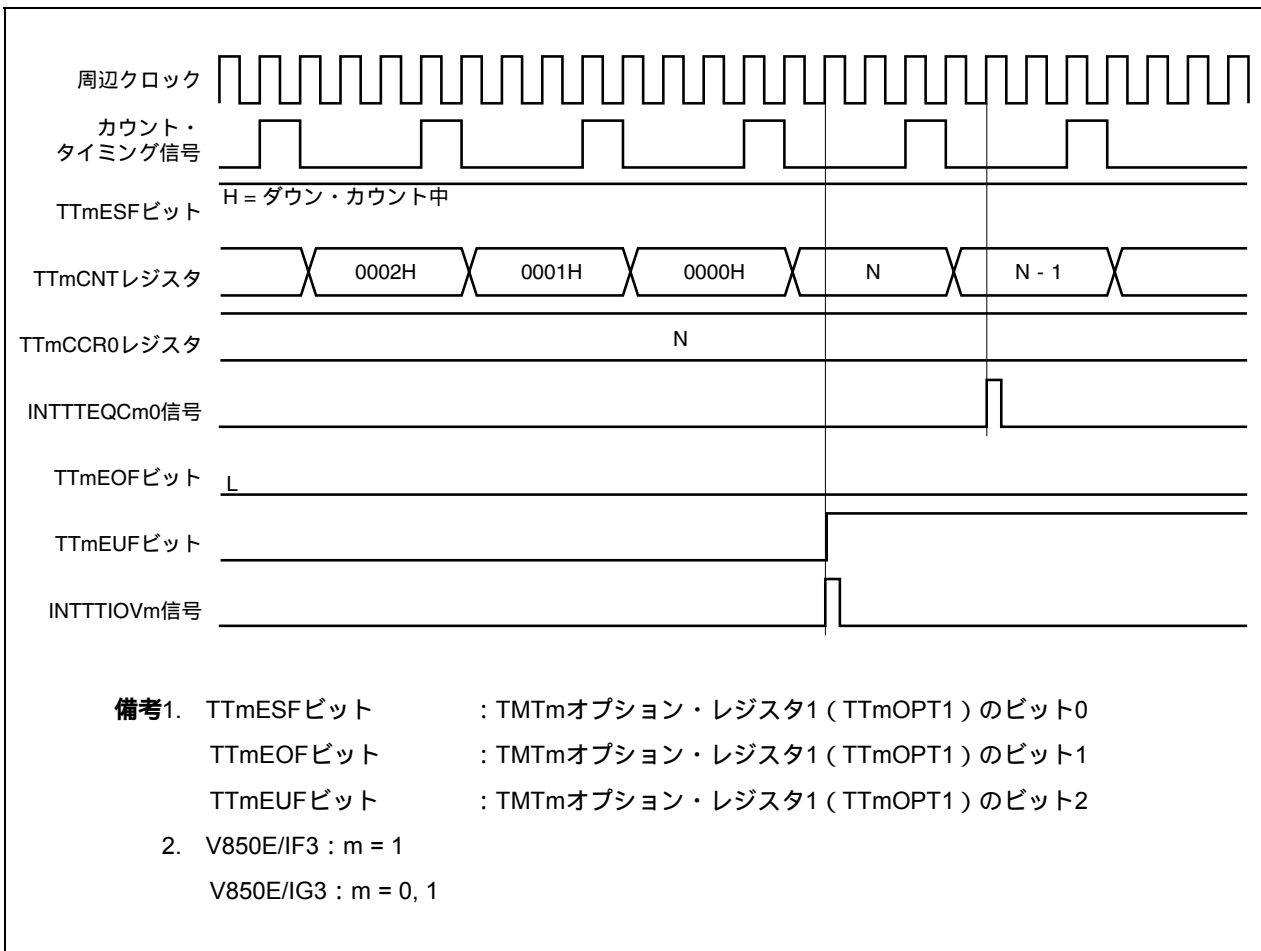 周辺クロック
カウント・
タイミング信号
H = ダウン・カウント中
TTmESFビット
TTmCNTレジスタ 0002H 0001H 0000H N N - 1
TTmCCR0レジスタ N
INTTTEQCm0信号
TTmEOFビット L
TTmEUFビット
INTTTIOVm信号
備考1. TTmESFビット ：TMTmオプション・レジスタ1（TTmOPT1）のビット0
TTmEOFビット ：TMTmオプション・レジスタ1（TTmOPT1）のビット1
TTmEUFビット ：TMTmオプション・レジスタ1（TTmOPT1）のビット2
2. V850E/IF3：m = 1
V850E/IG3：m = 0, 1